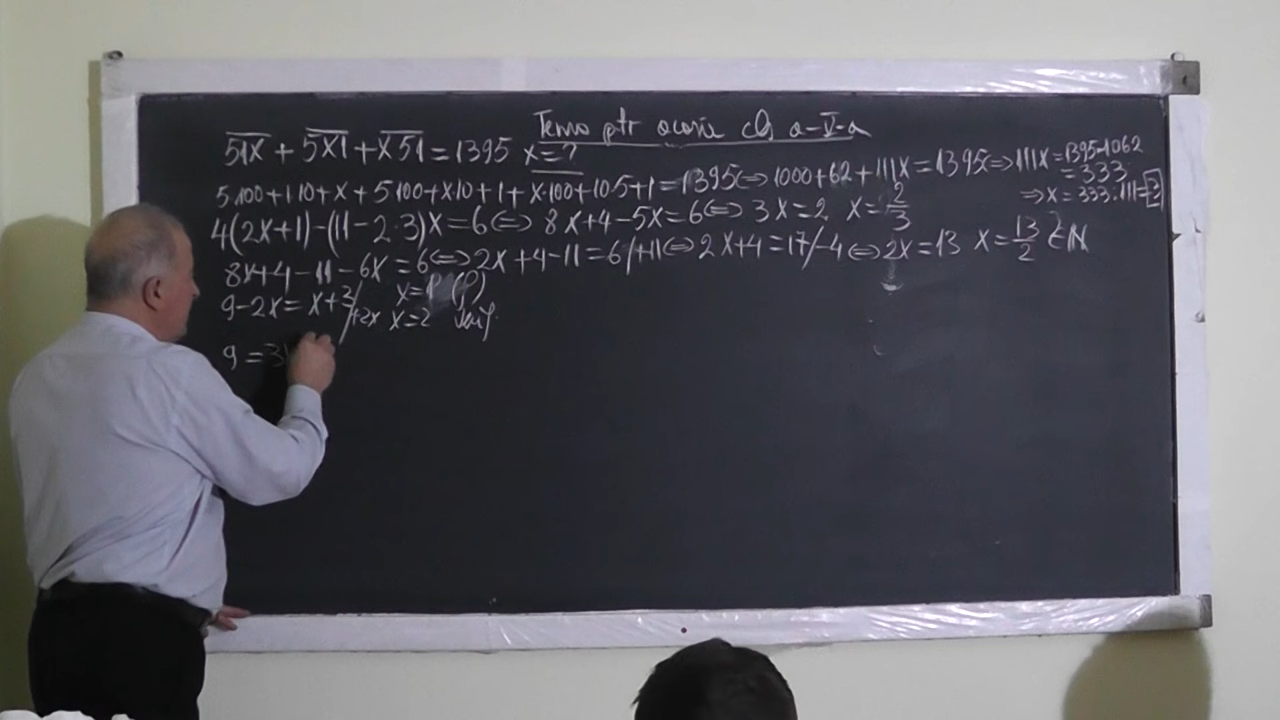 Tema ptr acasă cls a-V-a
51x + 5x1 + x51 = 1395 x = ?
5·100+1·10+x+5·100+x·10+1+x·100+10·5+1=1395⇔1000+62+111x=1395⇒111x=1395-1062
=333
⇒x=333:111=3
4(2x+1)-(11-2·3)x=6⇔8x+4-5x=6⇔3x=2 x=2/3
8x+4-11-6x=6⇔2x+4-11=6/+11⇔2x+4=17/-4⇔2x=13 x=13/2 ∉N
9-2x=x+3/+2x x=1 (F)
x=2
9=3